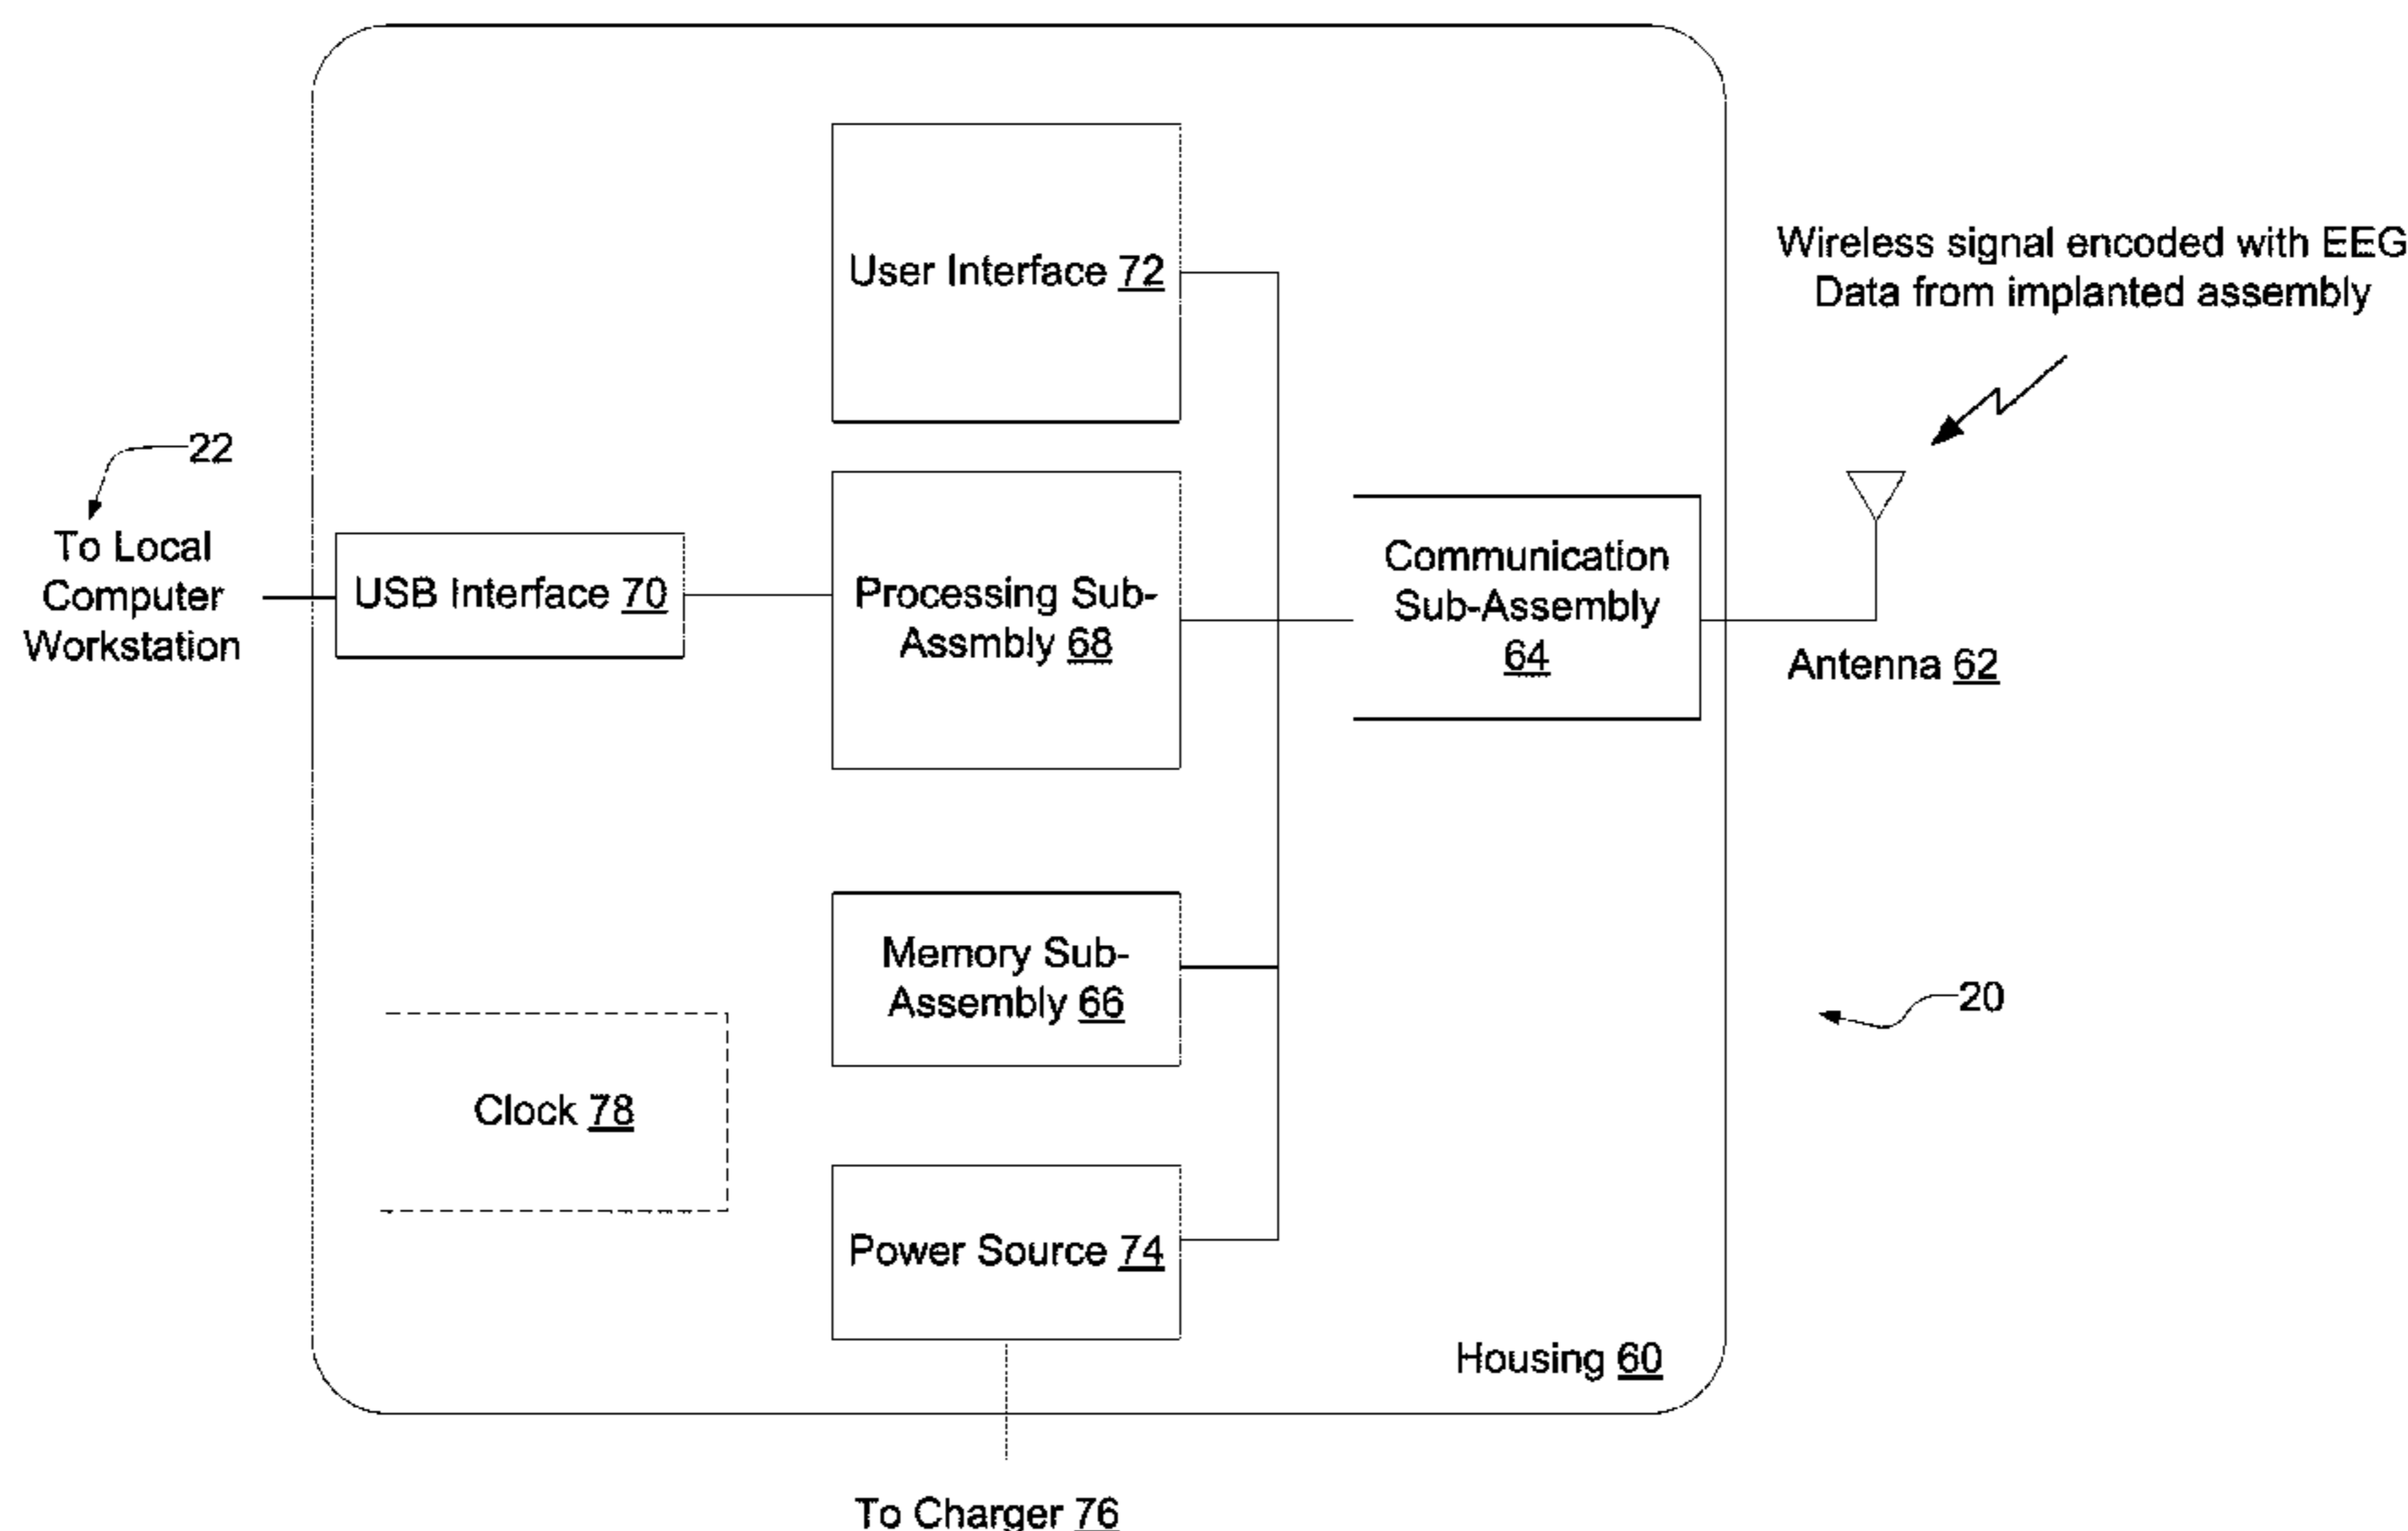 User Interface 72
Wireless signal encoded with EEG
Data from implanted assembly
22
To Local
Computer
Workstation
USB Interface 70
Processing Sub-
Assmbly 68
Communication
Sub-Assembly
64
Antenna 62
Memory Sub-
Assembly 66
20
Clock 78
Power Source 74
Housing 60
To Charger 76